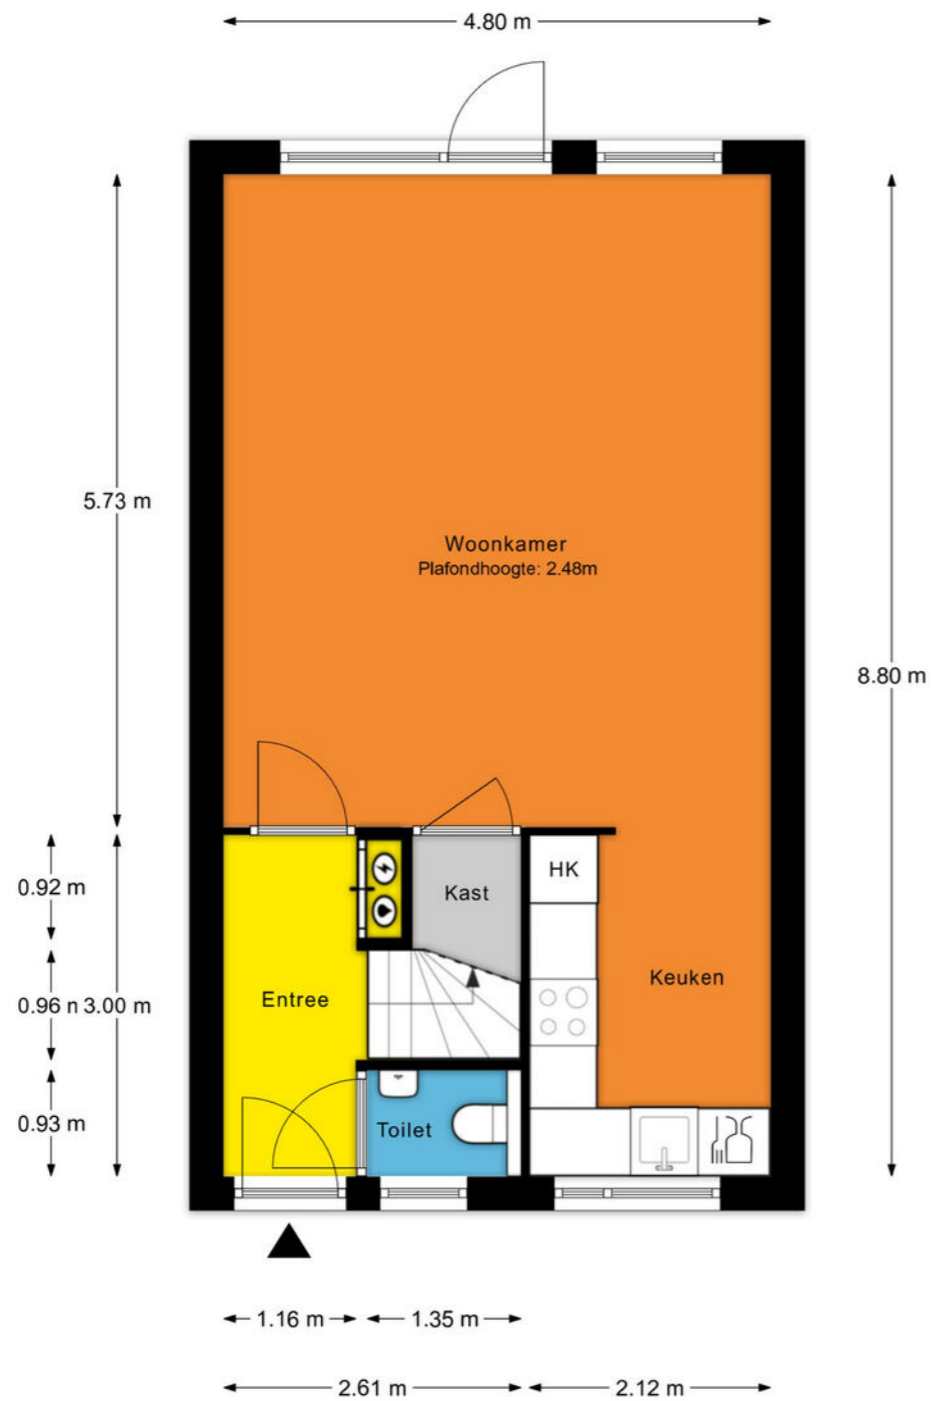 4.80 m
5.73 m
Woonkamer
Plafondhoogte: 2.48m
8.80 m
0.92 m
Kast
HK
0.96 m
3.00 m
Entree
Keuken
0.93 m
Toilet
1.16 m
1.35 m
2.61 m
2.12 m